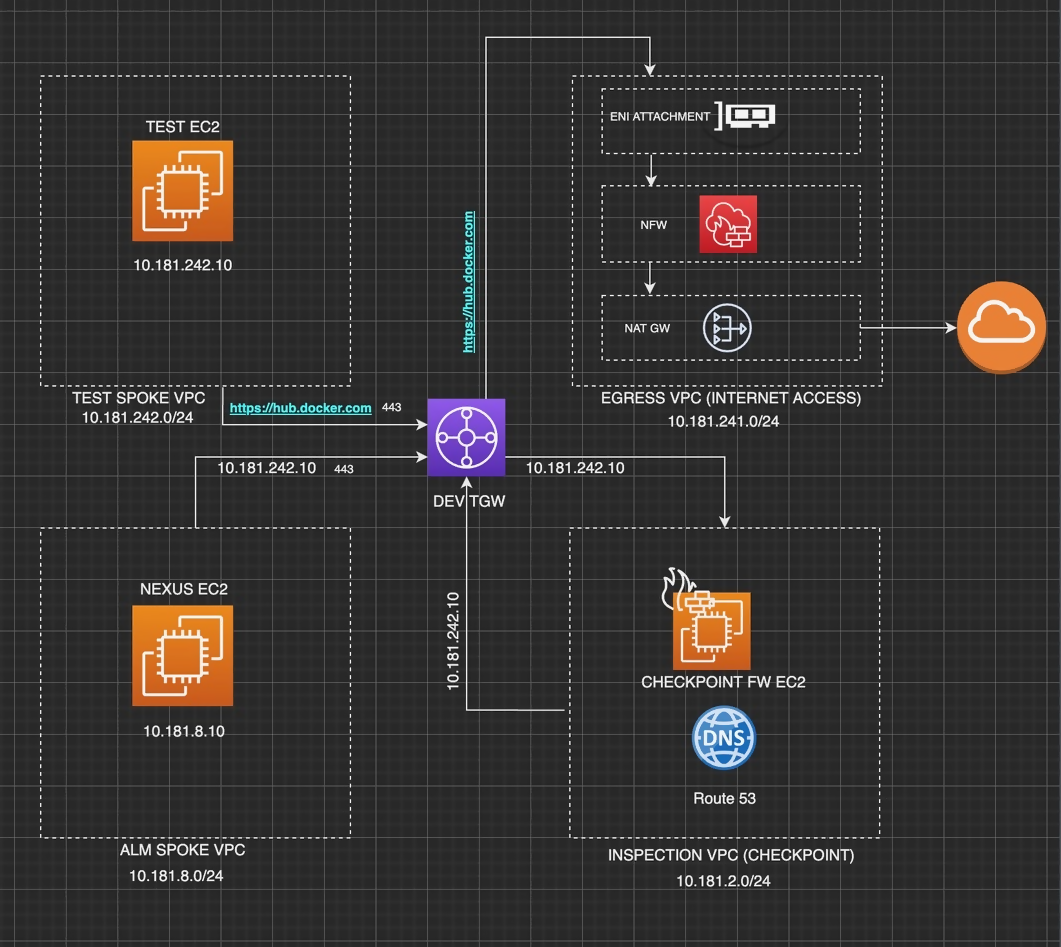 TEST EC2
10.181.242.10
TEST SPOKE VPC
10.181.242.0/24
https://hub.docker.com
443
https://hub.docker.com
ENI ATTACHMENT
NFW
NAT GW
EGRESS VPC (INTERNET ACCESS)
10.181.241.0/24
10.181.242.10
443
DEV TGW
10.181.242.10
10.181.242.10
NEXUS EC2
10.181.8.10
ALM SPOKE VPC
10.181.8.0/24
CHECKPOINT FW EC2
DNS
Route 53
INSPECTION VPC (CHECKPOINT)
10.181.2.0/24